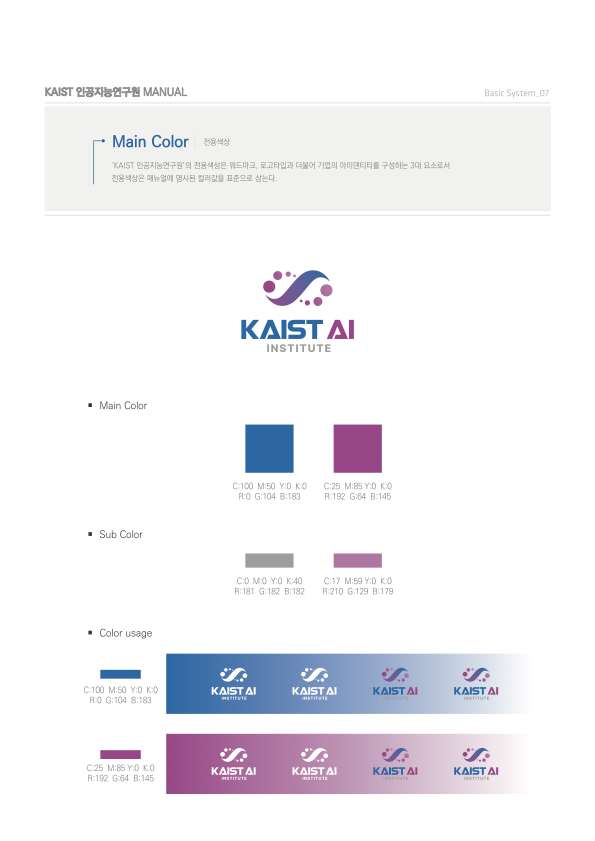 KAIST 인공지능연구원 MANUAL
Basic System_07
Main Color 전용색상
'KAIST 인공지능연구원'의 전용색상은 워드마크, 로고타입과 더불어 기업의 아이덴티티를 구성하는 3대 요소로서
전용색상은 매뉴얼에 명시된 컬러값을 표준으로 삼는다.
KAIST AI
INSTITUTE
Main Color
C:100 M:50 Y:0 K:0
R:0 G:104 B:183
C:25 M:85 Y:0 K:0
R:192 G:64 B:145
Sub Color
C:0 M:0 Y:0 K:40
R:181 G:182 B:182
C:17 M:59 Y:0 K:0
R:210 G:129 B:179
Color usage
C:100 M:50 Y:0 K:0
R:0 G:104 B:183
KAIST AI KAIST AI KAIST AI KAIST AI
INSTITUTE INSTITUTE INSTITUTE INSTITUTE
C:25 M:85 Y:0 K:0
R:192 G:64 B:145
KAIST AI KAIST AI KAIST AI KAIST AI
INSTITUTE INSTITUTE INSTITUTE INSTITUTE